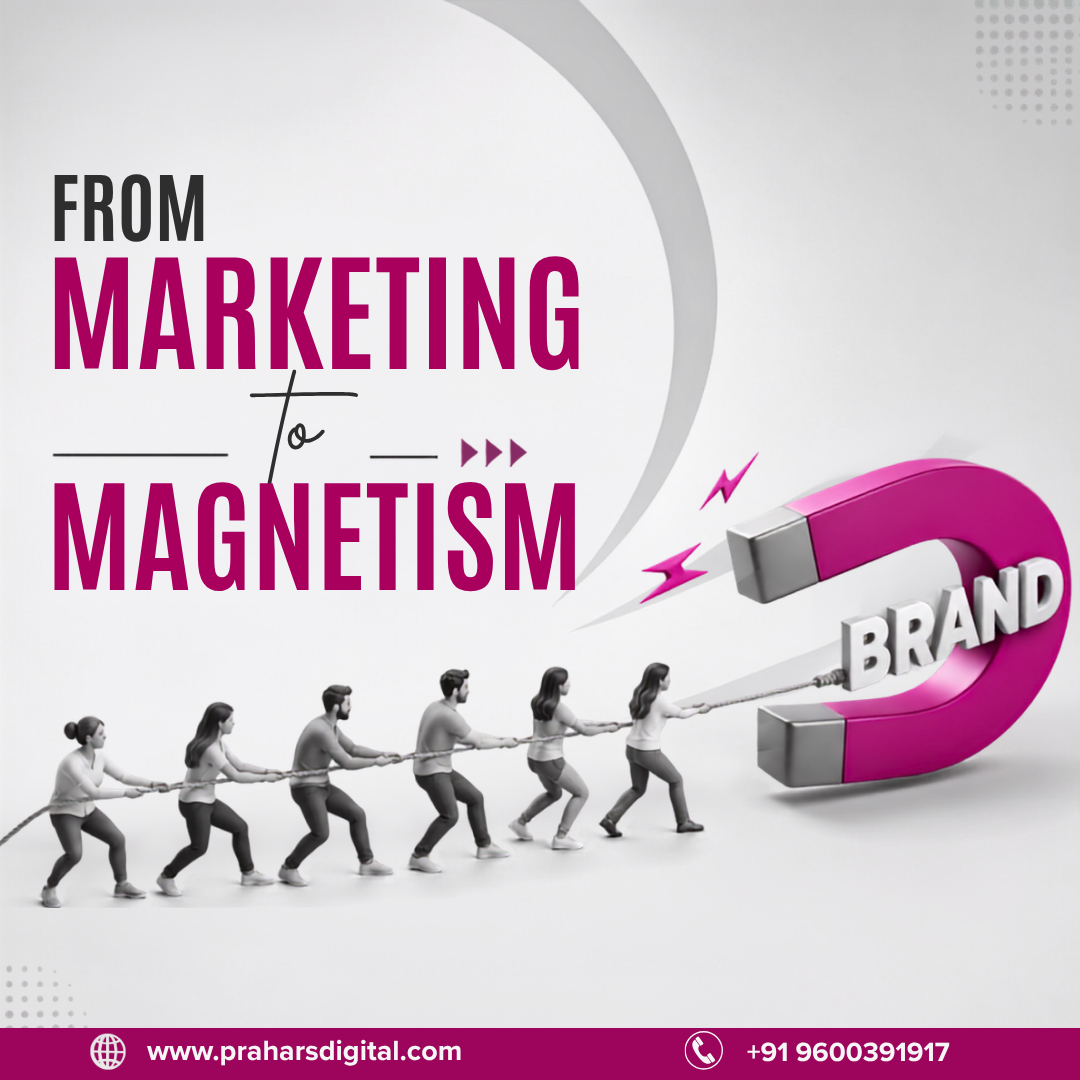 FROM
MARKETING
to
MAGNETISM
BRAND
www.praharsdigital.com
+91 9600391917